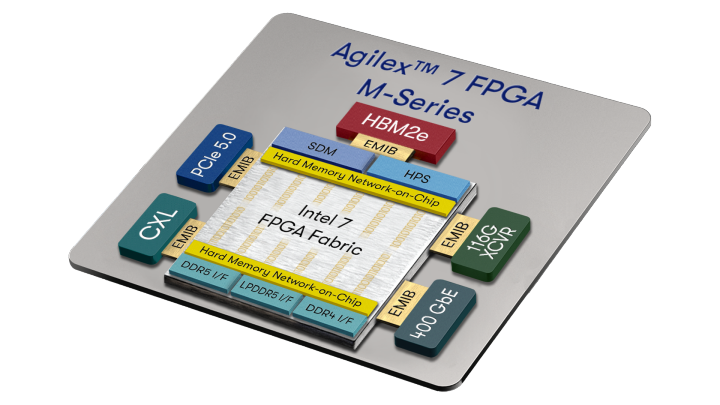 Agilex™ 7 FPGA
M-Series
HBM2e
EMIB
SDM
HPS
Hard Memory Network-on-Chip
PCIe 5.0
EMIB
CXL
EMIB
Intel 7
FPGA Fabric
EMIB
116G
XCVR
Hard Memory Network-on-Chip
DDR5 I/F
LPDDR5 I/F
DDR4 I/F
EMIB
400 GbE